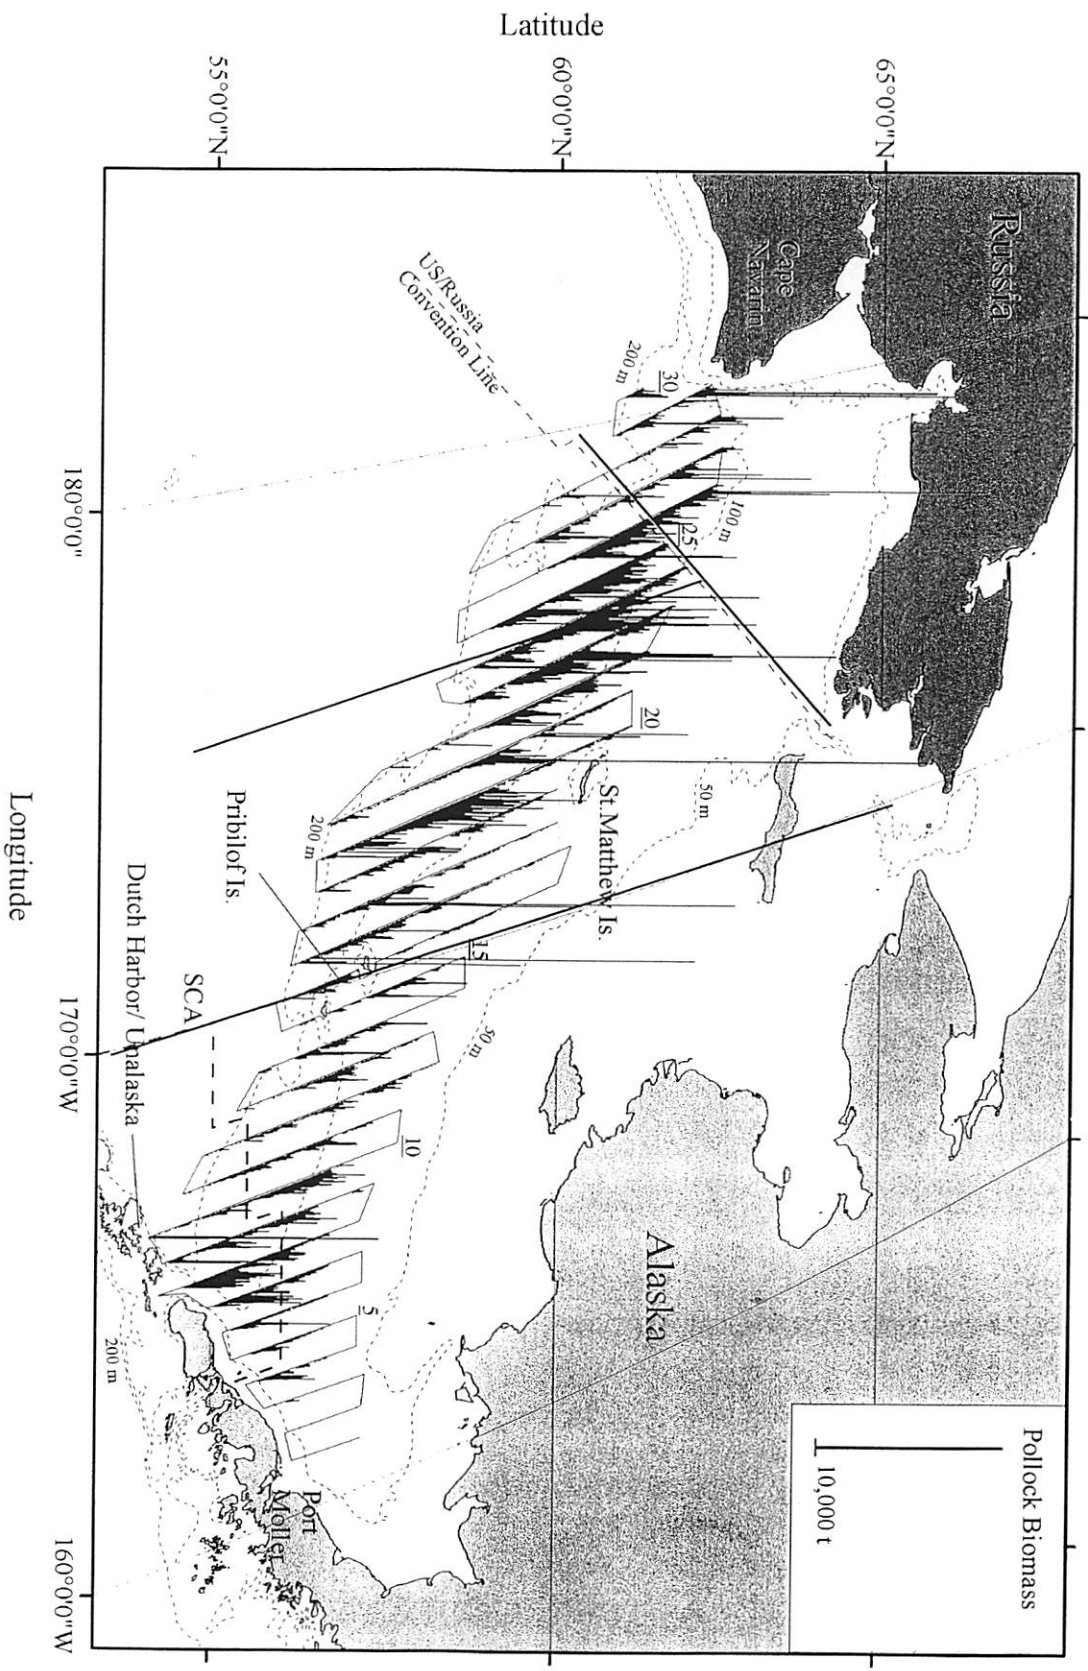 Latitude
55°0'0"N
60°0'0"N
65°0'0"N
Russia
Cape
Navarin
US/Russia
Convention Line
200 m
30
100 m
25
20
180°0'0"
St.Matthew Is.
50 m
200 m
Pribilof Is.
15
Dutch Harbor/ Unalaska
SCA
50 m
10
170°0'0"W
Longitude
Alaska
5
200 m
Port
Moller
160°0'0"W
Pollock Biomass
10,000 t